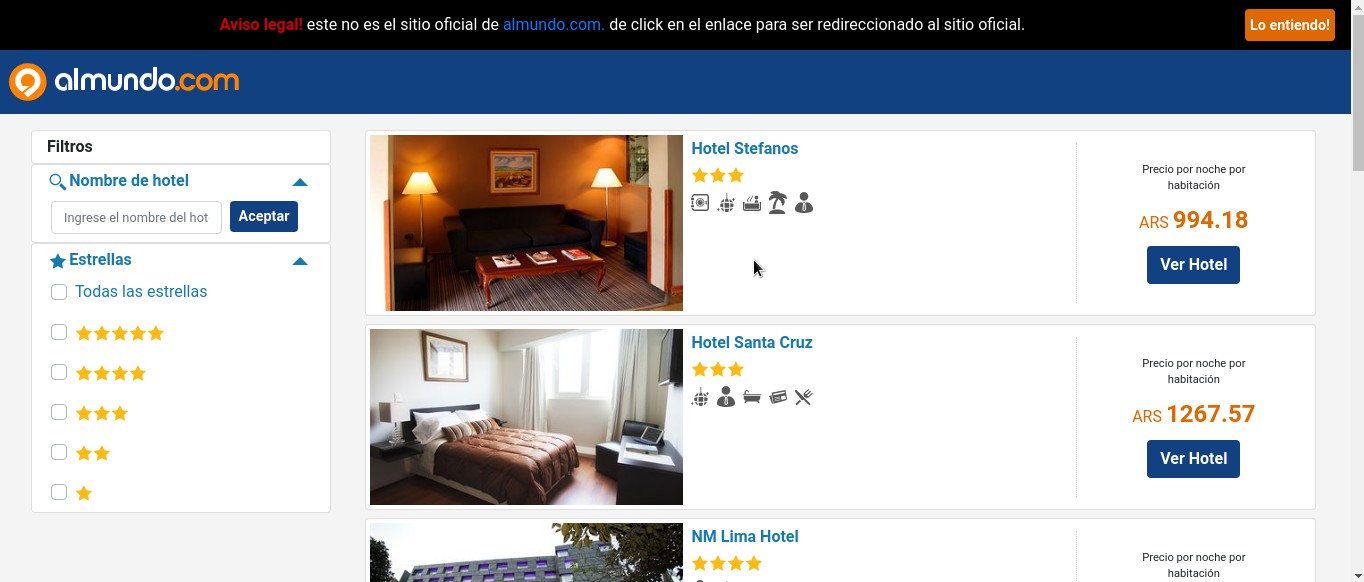 Aviso legal! este no es el sitio oficial de almundo.com. de click en el enlace para ser redireccionado al sitio oficial.
Lo entiendo!
almundo.com
Filtros
Nombre de hotel
Ingrese el nombre del hot
Aceptar
Estrellas
Todas las estrellas
Hotel Stefanos
Precio por noche por
habitación
ARS 994.18
Ver Hotel
Hotel Santa Cruz
Precio por noche por
habitación
ARS 1267.57
Ver Hotel
NM Lima Hotel
Precio por noche por
habitación